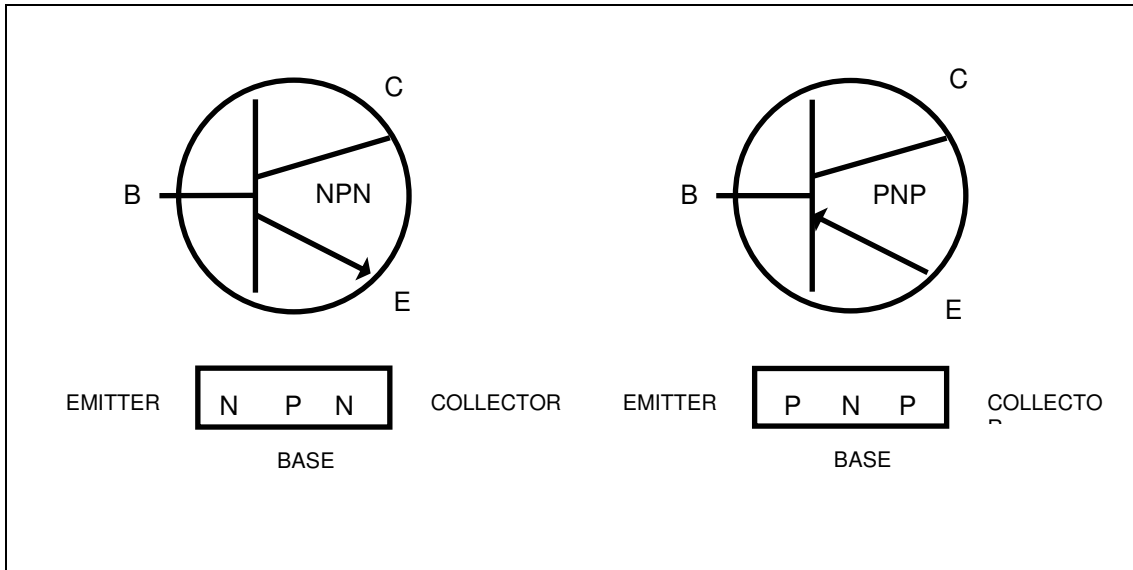 C
B
NPN
E
EMITTER
N P N
COLLECTOR
BASE
C
B
PNP
E
EMITTER
P N P
COLLECTO
BASE